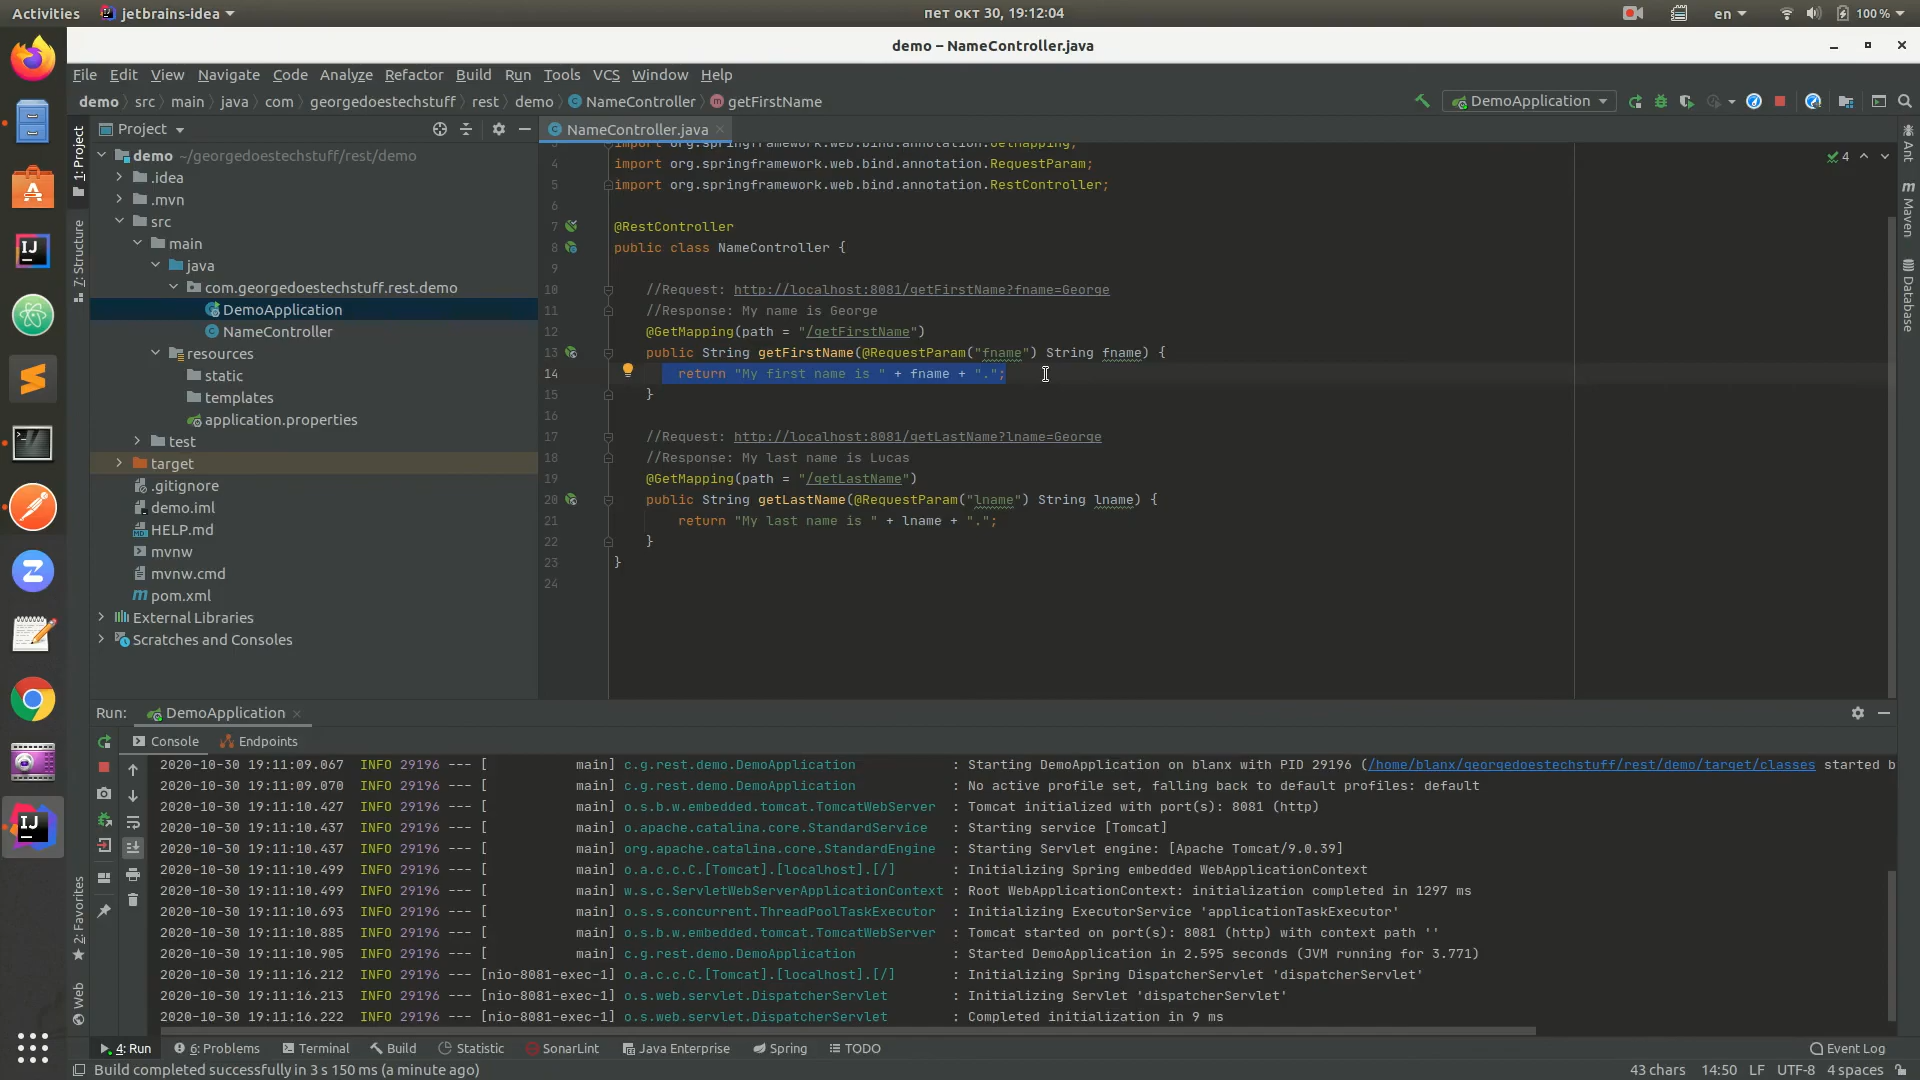 Activities jetbrains-idea пет окт 30, 19:12:04 en 100 %
demo – NameController.java
File Edit View Navigate Code Analyze Refactor Build Run Tools VCS Window Help
demo src main java com georgedoestechstuff rest demo NameController getFirstName DemoApplication
Project NameController.java
1: Project
7: Structure
2: Favorites
Web
demo ~/georgedoestechstuff/rest/demo
.idea
.mvn
src
main
java
com.georgedoestechstuff.rest.demo
DemoApplication
NameController
resources
static
templates
application.properties
test
target
.gitignore
demo.iml
HELP.md
mvnw
mvnw.cmd
pom.xml
External Libraries
Scratches and Consoles
3 import org.springframework.web.bind.annotation.GetMapping;
4 import org.springframework.web.bind.annotation.RequestParam;
5 import org.springframework.web.bind.annotation.RestController;
6
7 @RestController
8 public class NameController {
9
10 //Request: http://localhost:8081/getFirstName?fname=George
11 //Response: My name is George
12 @GetMapping(path = "/getFirstName")
13 public String getFirstName(@RequestParam("fname") String fname) {
14 return "My first name is " + fname + ".";
15 }
16
17 //Request: http://localhost:8081/getLastName?lname=George
18 //Response: My last name is Lucas
19 @GetMapping(path = "/getLastName")
20 public String getLastName(@RequestParam("lname") String lname) {
21 return "My last name is " + lname + ".";
22 }
23 }
24
4
Ant
Maven
Database
Run: DemoApplication
Console Endpoints
2020-10-30 19:11:09.067 INFO 29196 --- [ main] c.g.rest.demo.DemoApplication : Starting DemoApplication on blanx with PID 29196 (/home/blanx/georgedoestechstuff/rest/demo/target/classes started b
2020-10-30 19:11:09.070 INFO 29196 --- [ main] c.g.rest.demo.DemoApplication : No active profile set, falling back to default profiles: default
2020-10-30 19:11:10.427 INFO 29196 --- [ main] o.s.b.w.embedded.tomcat.TomcatWebServer : Tomcat initialized with port(s): 8081 (http)
2020-10-30 19:11:10.437 INFO 29196 --- [ main] o.apache.catalina.core.StandardService : Starting service [Tomcat]
2020-10-30 19:11:10.437 INFO 29196 --- [ main] org.apache.catalina.core.StandardEngine : Starting Servlet engine: [Apache Tomcat/9.0.39]
2020-10-30 19:11:10.499 INFO 29196 --- [ main] o.a.c.c.C.[Tomcat].[localhost].[/] : Initializing Spring embedded WebApplicationContext
2020-10-30 19:11:10.499 INFO 29196 --- [ main] w.s.c.ServletWebServerApplicationContext : Root WebApplicationContext: initialization completed in 1297 ms
2020-10-30 19:11:10.693 INFO 29196 --- [ main] o.s.s.concurrent.ThreadPoolTaskExecutor : Initializing ExecutorService 'applicationTaskExecutor'
2020-10-30 19:11:10.885 INFO 29196 --- [ main] o.s.b.w.embedded.tomcat.TomcatWebServer : Tomcat started on port(s): 8081 (http) with context path ''
2020-10-30 19:11:10.905 INFO 29196 --- [ main] c.g.rest.demo.DemoApplication : Started DemoApplication in 2.595 seconds (JVM running for 3.771)
2020-10-30 19:11:16.212 INFO 29196 --- [nio-8081-exec-1] o.a.c.c.C.[Tomcat].[localhost].[/] : Initializing Spring DispatcherServlet 'dispatcherServlet'
2020-10-30 19:11:16.213 INFO 29196 --- [nio-8081-exec-1] o.s.web.servlet.DispatcherServlet : Initializing Servlet 'dispatcherServlet'
2020-10-30 19:11:16.222 INFO 29196 --- [nio-8081-exec-1] o.s.web.servlet.DispatcherServlet : Completed initialization in 9 ms
4: Run 6: Problems Terminal Build Statistic SonarLint Java Enterprise Spring TODO Event Log
Build completed successfully in 3 s 150 ms (a minute ago) 43 chars 14:50 LF UTF-8 4 spaces